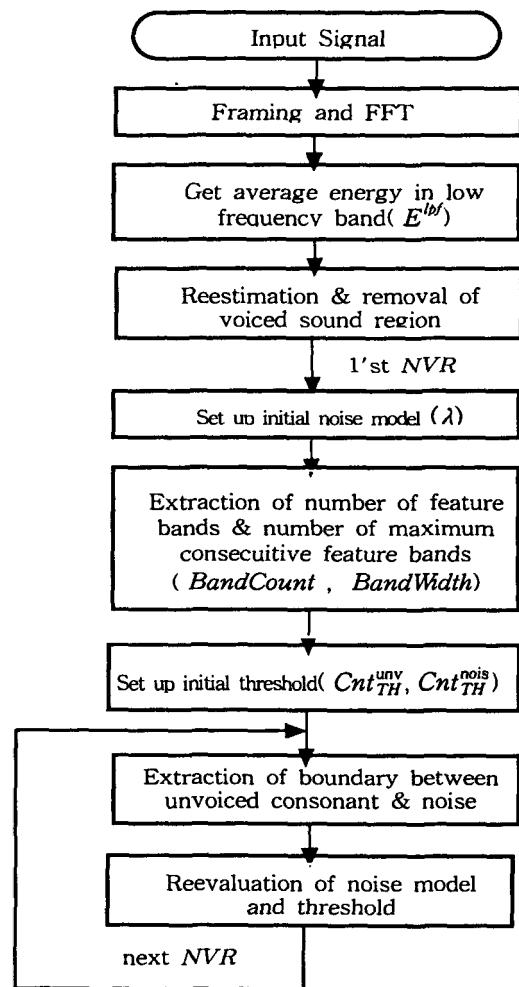 Input Signal
Framing and FFT
Get average energy in low
frequency band( E^lpf)
Reestimation & removal of
voiced sound region
1'st NVR
Set up initial noise model (λ)
Extraction of number of feature
bands & number of maximum
consecuitive feature bands
( BandCount , BandWidth)
Set up initial threshold( Cnt_TH^unv, Cnt_TH^nois)
Extraction of boundary between
unvoiced consonant & noise
Reevaluation of noise model
and threshold
next NVR